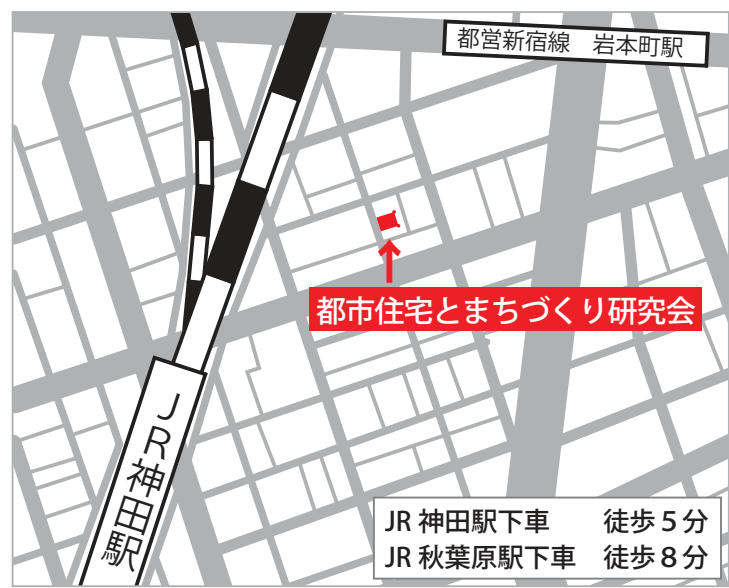 都営新宿線　岩本町駅
都市住宅とまちづくり研究会
JR神田駅
JR 神田駅下車　　徒歩 5 分
JR 秋葉原駅下車　徒歩 8 分